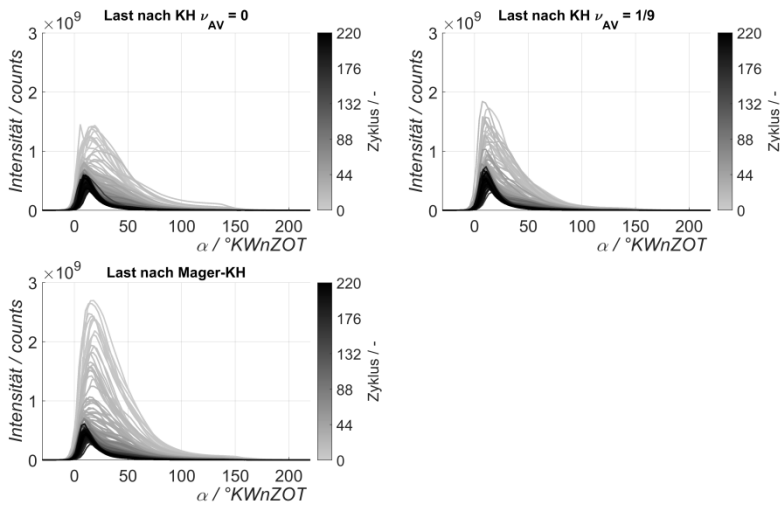 Last nach KH ν_AV = 0
×10^9
Intensität / counts
3
2
1
0
0 50 100 150 200
α / °KWnZOT
220
176
132
88
44
0
Zyklus / -
Last nach KH ν_AV = 1/9
×10^9
Intensität / counts
3
2
1
0
0 50 100 150 200
α / °KWnZOT
220
176
132
88
44
0
Zyklus / -
Last nach Mager-KH
×10^9
Intensität / counts
3
2
1
0
0 50 100 150 200
α / °KWnZOT
220
176
132
88
44
0
Zyklus / -